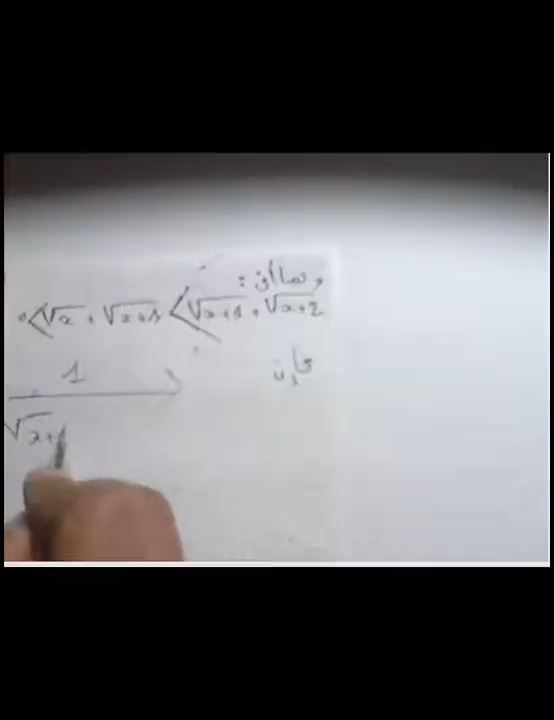 وبما أن :
0 < √x + √x+1 < √x+1 + √x+2
فإن
1
√x+1